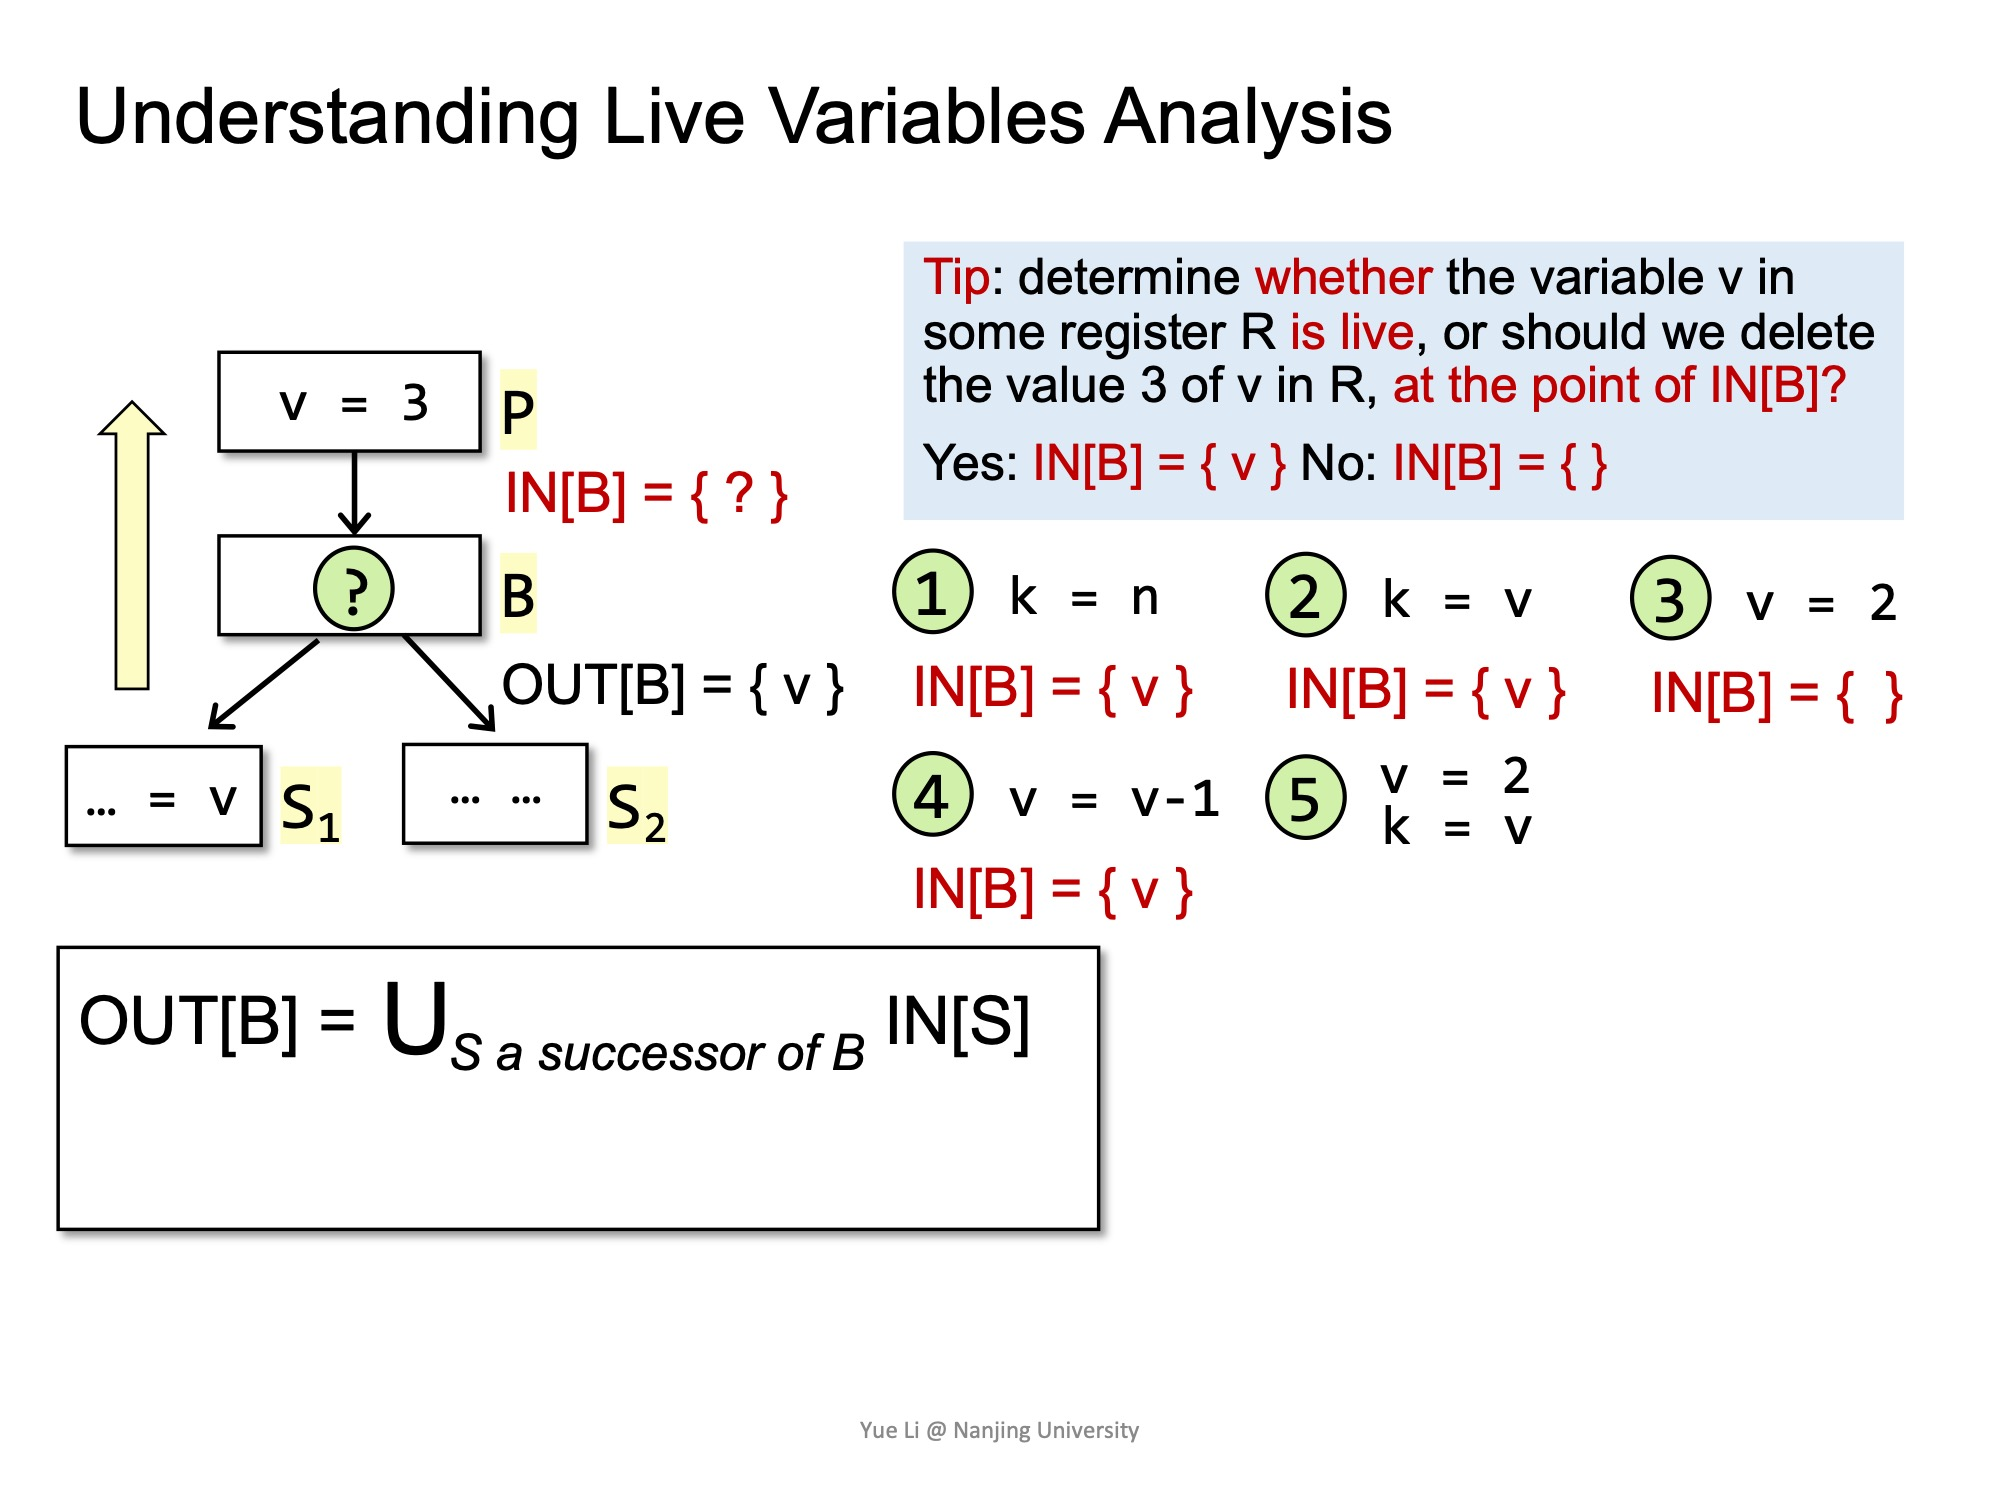 Understanding Live Variables Analysis
Tip: determine whether the variable v in
some register R is live, or should we delete
the value 3 of v in R, at the point of IN[B]?
Yes: IN[B] = { v } No: IN[B] = { }
v = 3
P
IN[B] = { ? }
?
B
OUT[B] = { v }
… = v
S₁
… …
S₂
1 k = n
IN[B] = { v }
2 k = v
IN[B] = { v }
3 v = 2
IN[B] = { }
4 v = v-1
IN[B] = { v }
5 v = 2
k = v
OUT[B] = U S a successor of B IN[S]
Yue Li @ Nanjing University